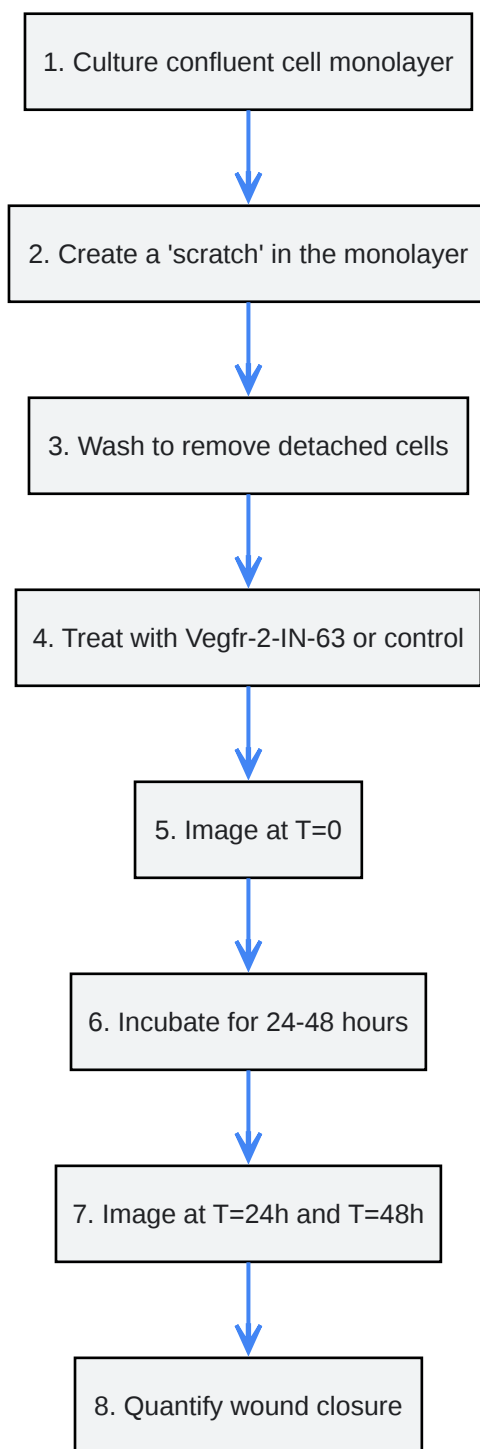 1. Culture confluent cell monolayer
2. Create a 'scratch' in the monolayer
3. Wash to remove detached cells
4. Treat with Vegfr-2-IN-63 or control
5. Image at T=0
6. Incubate for 24-48 hours
7. Image at T=24h and T=48h
8. Quantify wound closure